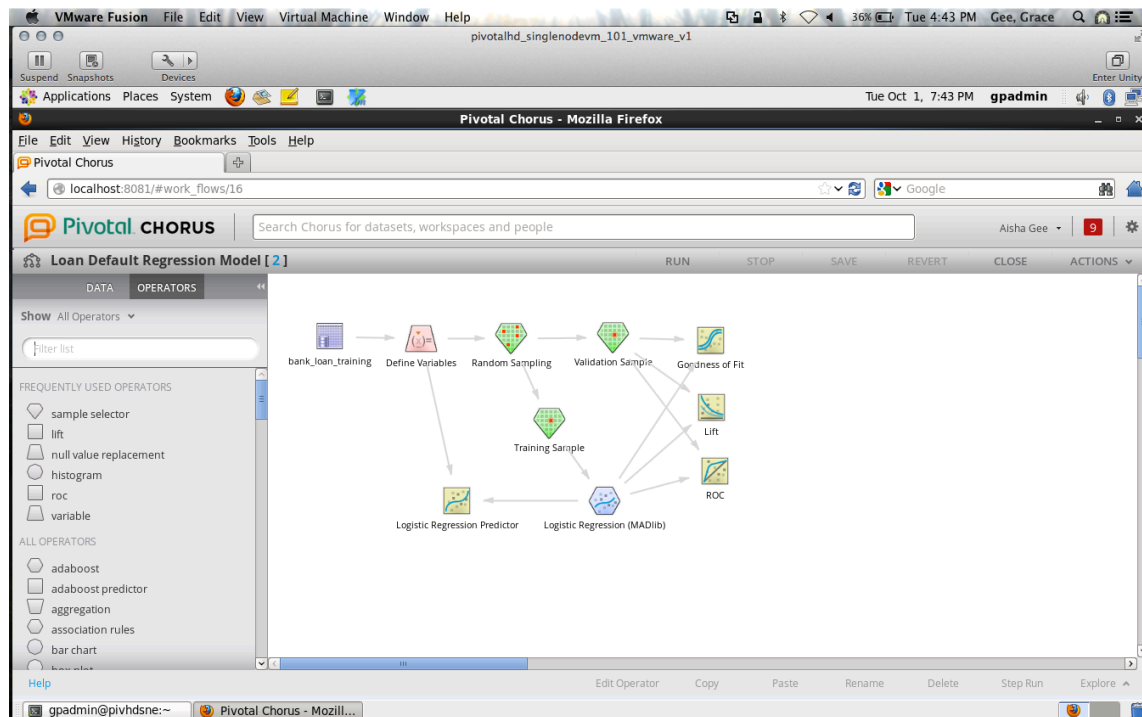 VMware Fusion File Edit View Virtual Machine Window Help 36% Tue 4:43 PM Gee, Grace
pivotalhd_singlenodevm_101_vmware_v1
Suspend Snapshots Devices Enter Unity
Applications Places System Tue Oct 1, 7:43 PM gpadmin
Pivotal Chorus - Mozilla Firefox
File Edit View History Bookmarks Tools Help
Pivotal Chorus
localhost:8081/#work_flows/16 Google
Pivotal CHORUS Search Chorus for datasets, workspaces and people Aisha Gee 9
Loan Default Regression Model [ 2 ] RUN STOP SAVE REVERT CLOSE ACTIONS
DATA OPERATORS
Show All Operators
Filter list
FREQUENTLY USED OPERATORS
sample selector
lift
null value replacement
histogram
roc
variable
ALL OPERATORS
adaboost
adaboost predictor
aggregation
association rules
bar chart
box plot
bank_loan_training Define Variables Random Sampling Validation Sample Goodness of Fit
Lift
Training Sample
ROC
Logistic Regression Predictor Logistic Regression (MADlib)
Help Edit Operator Copy Paste Rename Delete Step Run Explore
gpadmin@pivhdsne:~ Pivotal Chorus - Mozill...